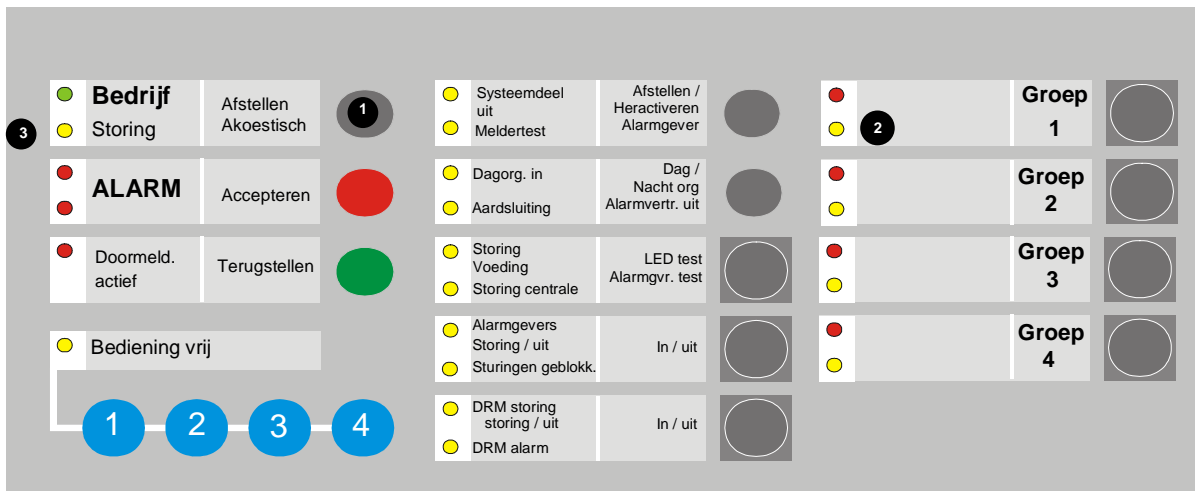 Bedrijf
Storing
Afstellen
Akoestisch
1
3
ALARM
Accepteren
Doormeld.
actief
Terugstellen
Bediening vrij
1
2
3
4
Systeemdeel
uit
Meldertest
Afstellen /
Heractiveren
Alarmgever
Dagorg. in
Aardsluiting
Dag /
Nacht org
Alarmvertr. uit
Storing
Voeding
Storing centrale
LED test
Alarmgvr. test
Alarmgevers
Storing / uit
Sturingen geblokk.
In / uit
DRM storing
storing / uit
DRM alarm
In / uit
2
Groep
1
Groep
2
Groep
3
Groep
4